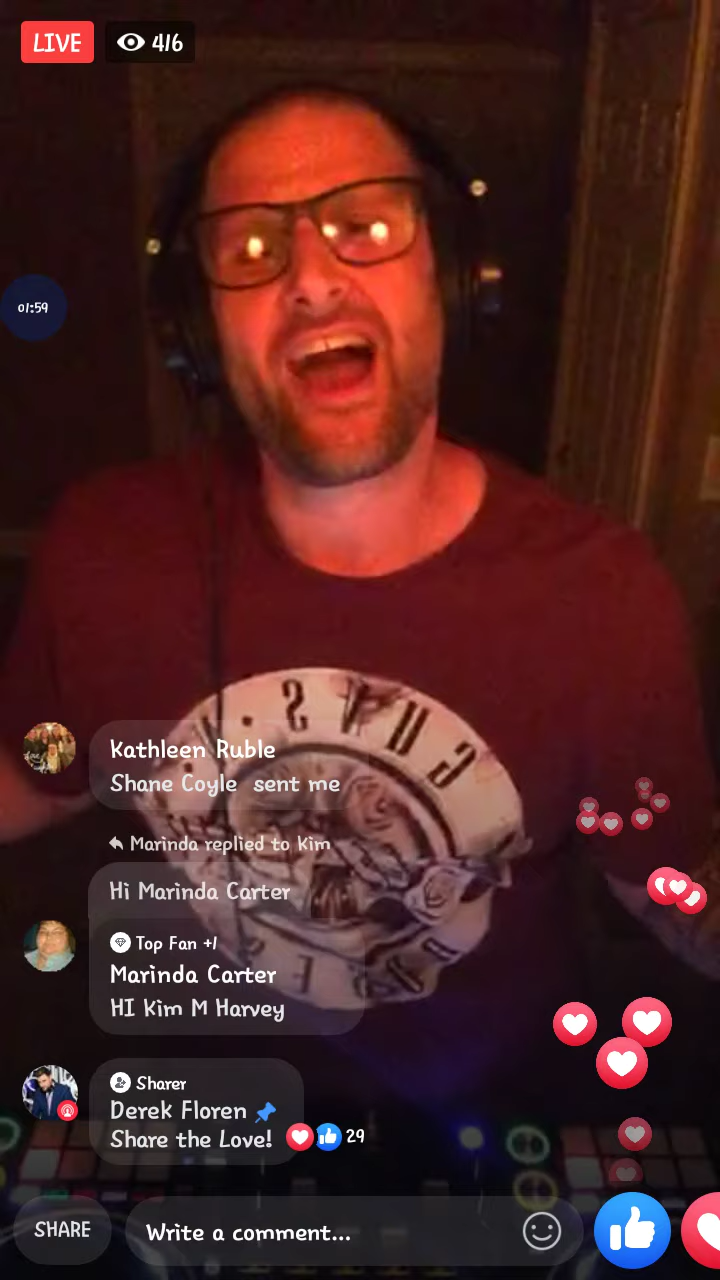 LIVE 416
01:59
GUNS N'
Kathleen Ruble
Shane Coyle sent me
Marinda replied to Kim
Hi Marinda Carter
Top Fan +1
Marinda Carter
HI Kim M Harvey
Sharer
Derek Floren
Share the Love! 29
SHARE
Write a comment...